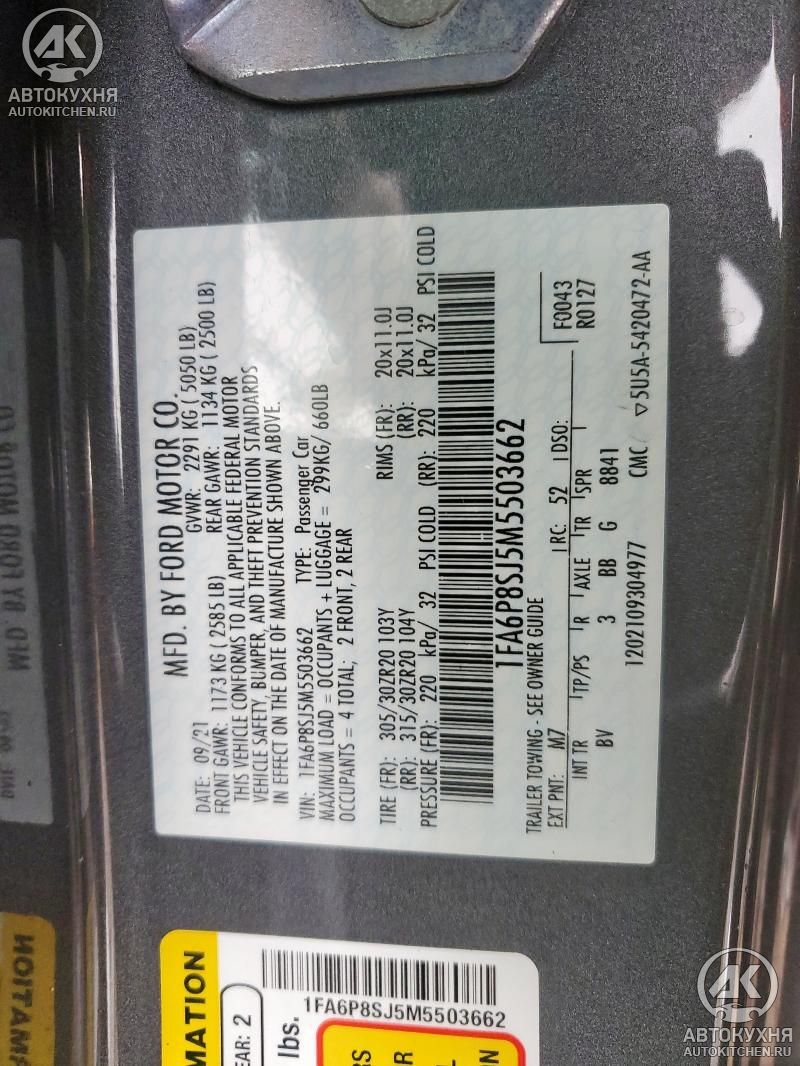 АВТОКУХНЯ
AUTOKITCHEN.RU
MFD. BY FORD MOTOR CO.
DATE: 09/21 GVWR: 2291 KG ( 5050 LB)
FRONT GAWR: 1173 KG ( 2585 LB) REAR GAWR: 1134 KG ( 2500 LB)
THIS VEHICLE CONFORMS TO ALL APPLICABLE FEDERAL MOTOR
VEHICLE SAFETY, BUMPER, AND THEFT PREVENTION STANDARDS
IN EFFECT ON THE DATE OF MANUFACTURE SHOWN ABOVE.
VIN: 1FA6P8SJ5M5503662 TYPE: Passenger Car
MAXIMUM LOAD = OCCUPANTS + LUGGAGE = 299KG/ 660LB
OCCUPANTS = 4 TOTAL; 2 FRONT, 2 REAR
TIRE (FR): 305/30ZR20 103Y RIMS (FR): 20x11.0J
(RR): 315/30ZR20 104Y (RR): 20x11.0J
PRESSURE (FR): 220 kPa/ 32 PSI COLD (RR): 220 kPa/ 32 PSI COLD
1FA6P8SJ5M5503662
TRAILER TOWING - SEE OWNER GUIDE
F0043
EXT PNT: M7 RC: 52 DSO: R0127
INT TR TP/PS R AXLE TR SPR
BV 3 BB G 8841
1202109304977 CMC ▽5U5A-5420472-AA
MATION
EAR: 2
lbs.
1FA6P8SJ5M5503662
АВТОКУХНЯ
AUTOKITCHEN.RU